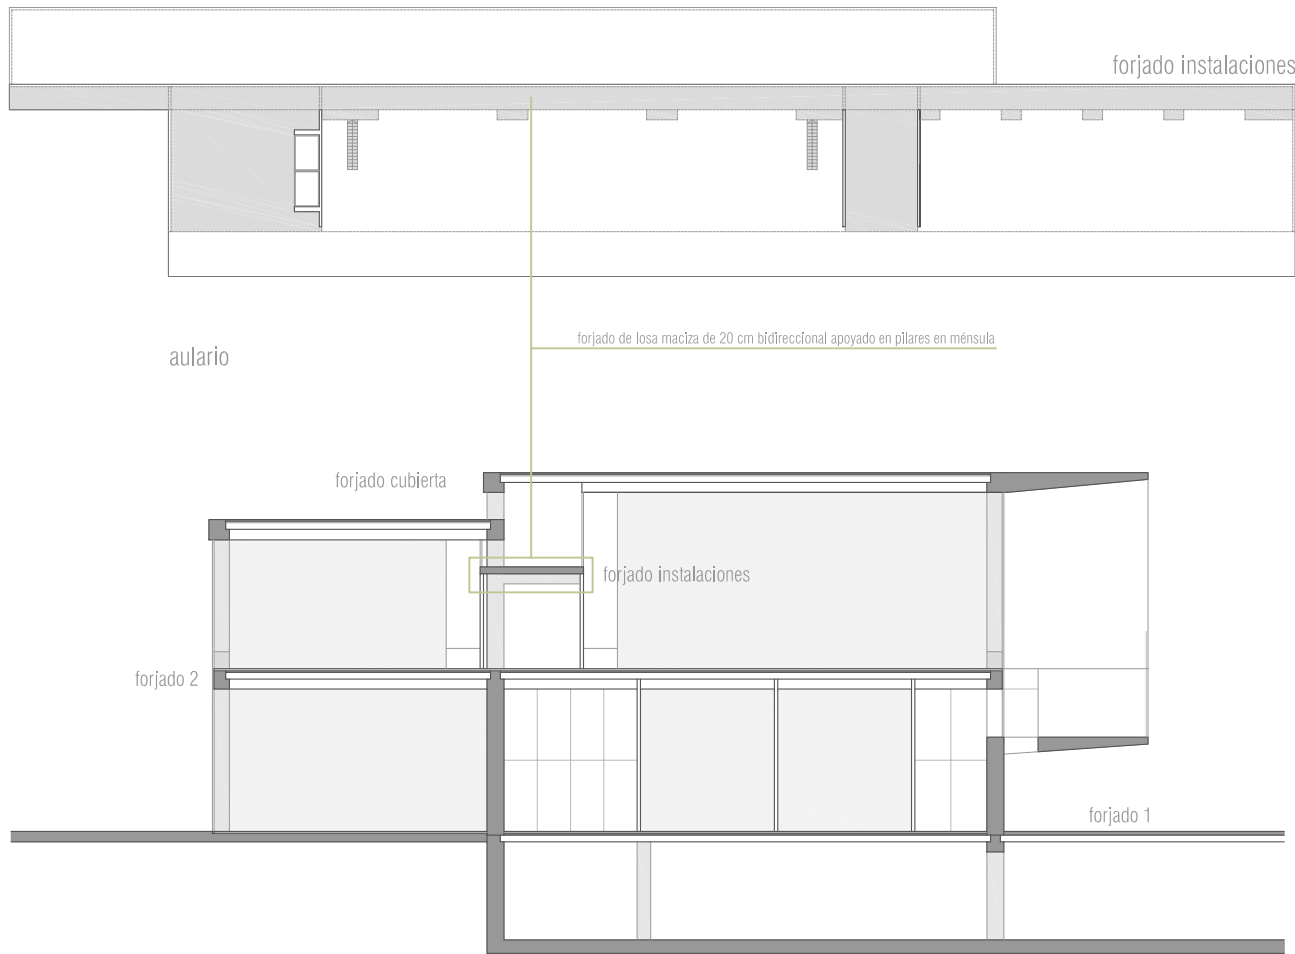 forjado instalaciones
forjado de losa maciza de 20 cm bidireccional apoyado en pilares en ménsula
aulario
forjado cubierta
forjado instalaciones
forjado 2
forjado 1